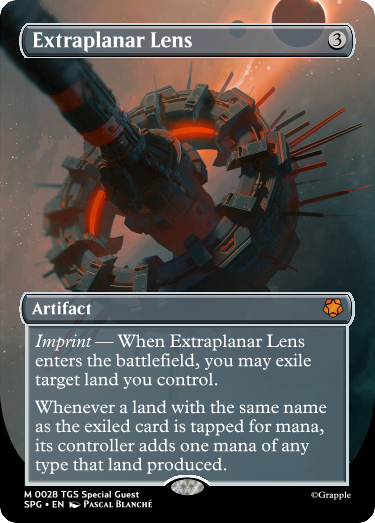 Extraplanar Lens 3
Artifact
Imprint — When Extraplanar Lens
enters the battlefield, you may exile
target land you control.
Whenever a land with the same name
as the exiled card is tapped for mana,
its controller adds one mana of any
type that land produced.
M 0028 TGS Special Guest
SPG • EN Pascal Blanché
©Grapple